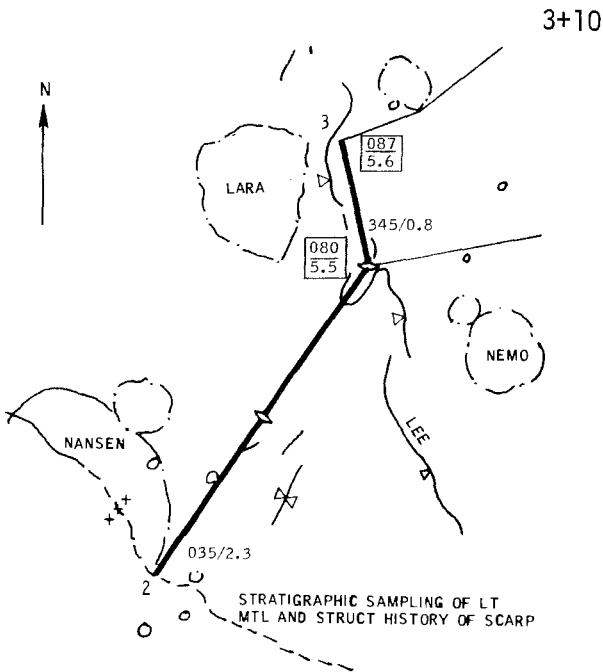 3+10
N
3
087
5.6
LARA
345/0.8
080
5.5
NEMO
LEE
NANSEN
035/2.3
2
STRATIGRAPHIC SAMPLING OF LT
MTL AND STRUCT HISTORY OF SCARP